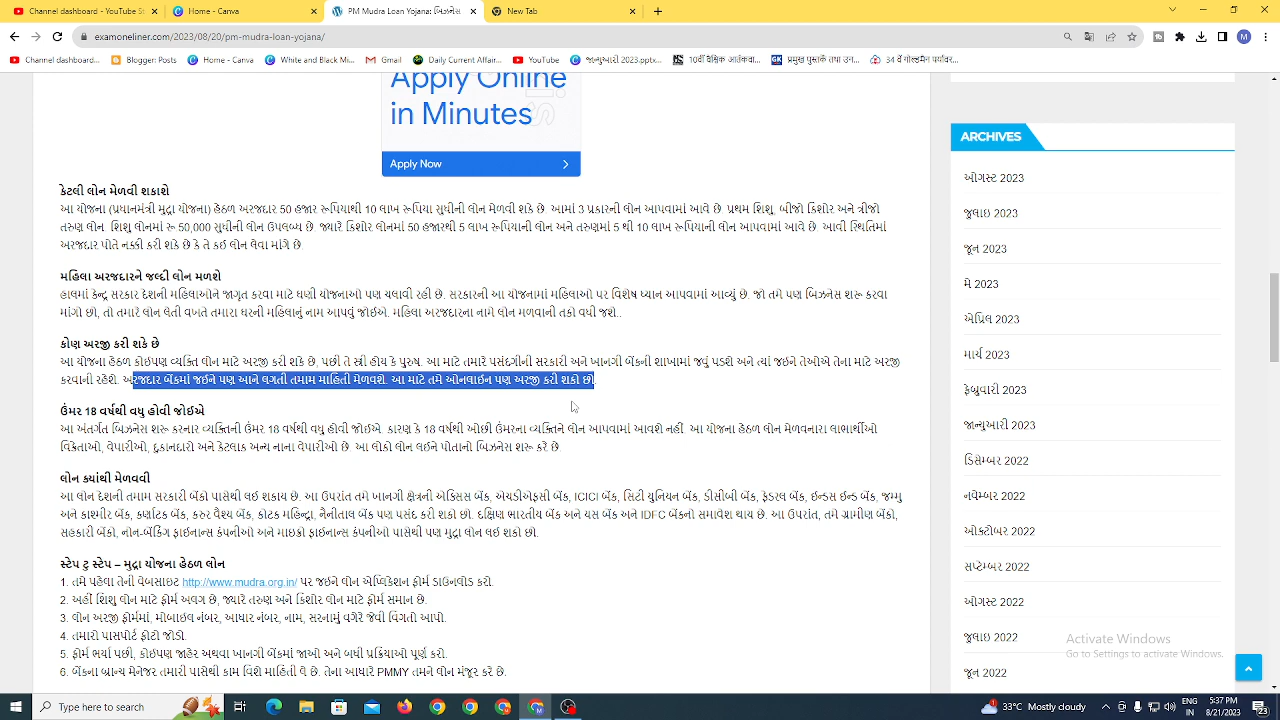 Channel dashboard - YouTube St
Home - Canva
PM Mudra Loan Yojana: બિઝનેસ
New Tab
examoneliner.com/2023/08/20/pm-mudra-loan-yojana/
M
Channel dashboard...
Blogger Posts
Home - Canva
White and Black Mi...
Gmail
Daily Current Affair...
YouTube
જાન્યુઆરી 2023.pptx...
10वीं वैश्विक आतंकवा...
GK
प्रमुख पुस्तकें तथा उन...
34 वें गोल्डमैन पर्यावर...
Apply Online
in Minutes
Apply Now
ARCHIVES
ઓગસ્ટ 2023
જુલાઇ 2023
જૂન 2023
મે 2023
એપ્રિલ 2023
માર્ચ 2023
ફેબ્રુવારી 2023
જાન્યુઆરી 2023
ડિસેમ્બર 2022
નવેમ્બર 2022
ઓક્ટોબર 2022
સપ્ટેમ્બર 2022
ઓગસ્ટ 2022
જુલાઇ 2022
જૂન 2022
કેટલી લોન મેળવી શકાશે
આ યોજના (પ્રધાનમંત્રી મુદ્રા યોજના) હેઠળ અરજદાર 50 હજાર રૂપિયાથી 10 લાખ રૂપિયા સુધીની લોન મેળવી શકે છે. આમાં 3 પ્રકારની લોન આપવામાં આવે છે. પ્રથમ શિશુ, બીજો કિશોર અને ત્રીજો
તરુણ લોન. શિશુ લોનમાં રૂ 50,000 સુધીની લોન ઉપલબ્ધ છે. જ્યારે કિશોર લોનમાં 50 હજારથી 5 લાખ રૂપિયાની લોન અને તરુણમાં 5 થી 10 લાખ રૂપિયાની લોન આપવામાં આવે છે. આવી સ્થિતિમાં
અરજદાર પોતે નક્કી કરી શકે છે કે તે કઈ લોન લેવા માંગે છે.
મહિલા અરજદારને જલ્દી લોન મળશે
હાલમાં કેન્દ્ર સરકાર દેશની મહિલાઓને જાગૃત કરવા માટે ઘણી યોજનાઓ પણ ચલાવી રહી છે. સરકારની આ યોજનામાં મહિલાઓ પર વિશેષ ધ્યાન આપવામાં આવ્યું છે. જો તમે પણ બિઝનેસ શરૂ કરવા
માંગો છો, તો તમારે લોન લેતી વખતે તમારા ઘરની મહિલાનું નામ આપવું જોઈએ. મહિલા અરજદારના નામે લોન મળવાની તકો વધી જશે..
કોણ અરજી કરી શકે છે
આ યોજના હેઠળ કોઈપણ વ્યક્તિ લોન માટે અરજી કરી શકે છે, પછી તે સ્ત્રી હોય કે પુરુષ. આ માટે તમારે પસંદગીની સરકારી અને ખાનગી બેંકની શાખામાં જવું પડશે અને ત્યાં જઈને તેઓએ તેના માટે અરજી
કરવાની રહેશે. અરજદાર બેંકમાં જઈને પણ આને લગતી તમામ માહિતી મેળવશે. આ માટે તમે ઓનલાઈન પણ અરજી કરી શકો છો.
ઉંમર 18 વર્ષથી વધુ હોવી જોઈએ
આ અંતર્ગત બિઝનેસ શરૂ કરનાર વ્યક્તિની ઉંમર 18 વર્ષથી વધુ હોવી જોઈએ. કારણ કે 18 વર્ષથી ઓછી ઉંમરના વ્યક્તિને લોન આપવામાં આવશે નહીં. આ યોજના હેઠળ લોન મેળવનારા લાભાર્થીઓ
વિક્રેતાઓ, વેપારીઓ, દુકાનદારો અને કેટલાક અન્ય નાના વેપારીઓ છે. આ લોકો લોન લઈને પોતાનો બિઝનેસ શરૂ કરે છે.
લોન ક્યાંથી મેળવવી
આ લોન દેશની તમામ સરકારી બેંકો પાસેથી લઈ શકાય છે. આ ઉપરાંત તમે ખાનગી ક્ષેત્રની એક્સિસ બેંક, એચડીએફસી બેંક, ICICI બેંક, સિટી યુનિયન બેંક, ડીસીબી બેંક, ફેડરલ બેંક, ઈન્ડસ ઇન્ડ બેંક, જમ્મુ
અને કાશ્મીર બેંક, કર્ણાટક બેંક, કરુર વૈશ્ય બેંક, કોટક મહિન્દ્રા, નૈનીતાલ બેંક પણ પસંદ કરી શકો છો. દક્ષિણ ભારતીય બેંક અને યસ બેંક અને IDFC બેંકનો સમાવેશ થાય છે. આ ઉપરાંત, તમે ગ્રામીણ બેંકો,
સહકારી બેંકો, નોન-બેંકિંગ ફાઈનાન્સ કંપનીઓ અને માઇક્રો ફાઇનાન્સ કંપનીઓ પાસેથી પણ મુદ્રા લોન લઈ શકો છો.
સ્ટેપ ટુ સ્ટેપ – મુદ્રા યોજના હેઠળ લોન
1. તમે પહેલા તેની વેબસાઇટ http://www.mudra.org.in/ પર જઈને લોન એપ્લિકેશન ફોર્મ ડાઉનલોડ કરો.
2. અહીં શિશુ લોન માટે ફોર્મ અલગ છે, જ્યારે તરુણ અને કિશોર લોન માટે ફોર્મ સમાન છે.
3. લોન અરજી ફોર્મમાં, મોબાઈલ નંબર, આધાર નંબર, નામ, સરનામું વગેરે જેવી વિગતો આપો.
4. તમારો પાસપોર્ટ ફોટો જોડો.
5. ફોર્મ ભર્યા પછી, કોઈપણ જાહેર અથવા ખાનગી બેંકમાં જાઓ અને બધી પ્રક્રિયાઓ પૂર્ણ કરો.
6. બેંકના બ્રાન્ચ મેનેજર તમારી પાસેથી કામ વિશે માહિતી લે છે. તેના આધારે PMMY તમને લોન મંજૂર કરે છે.
Activate Windows
Go to Settings to activate Windows.
Type here to search
33°C Mostly cloudy
ENG
IN
5:37 PM
8/21/2023